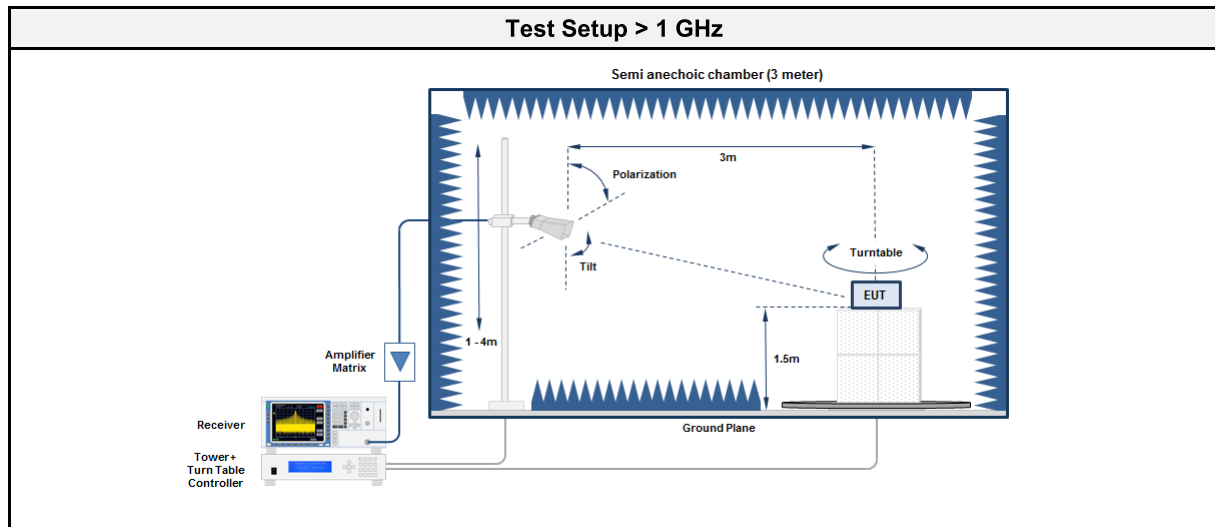 Test Setup > 1 GHz
Semi anechoic chamber (3 meter)
3m
Polarization
Tilt
Turntable
EUT
1 - 4m
1.5m
Amplifier
Matrix
Receiver
Ground Plane
Tower+
Turn Table
Controller